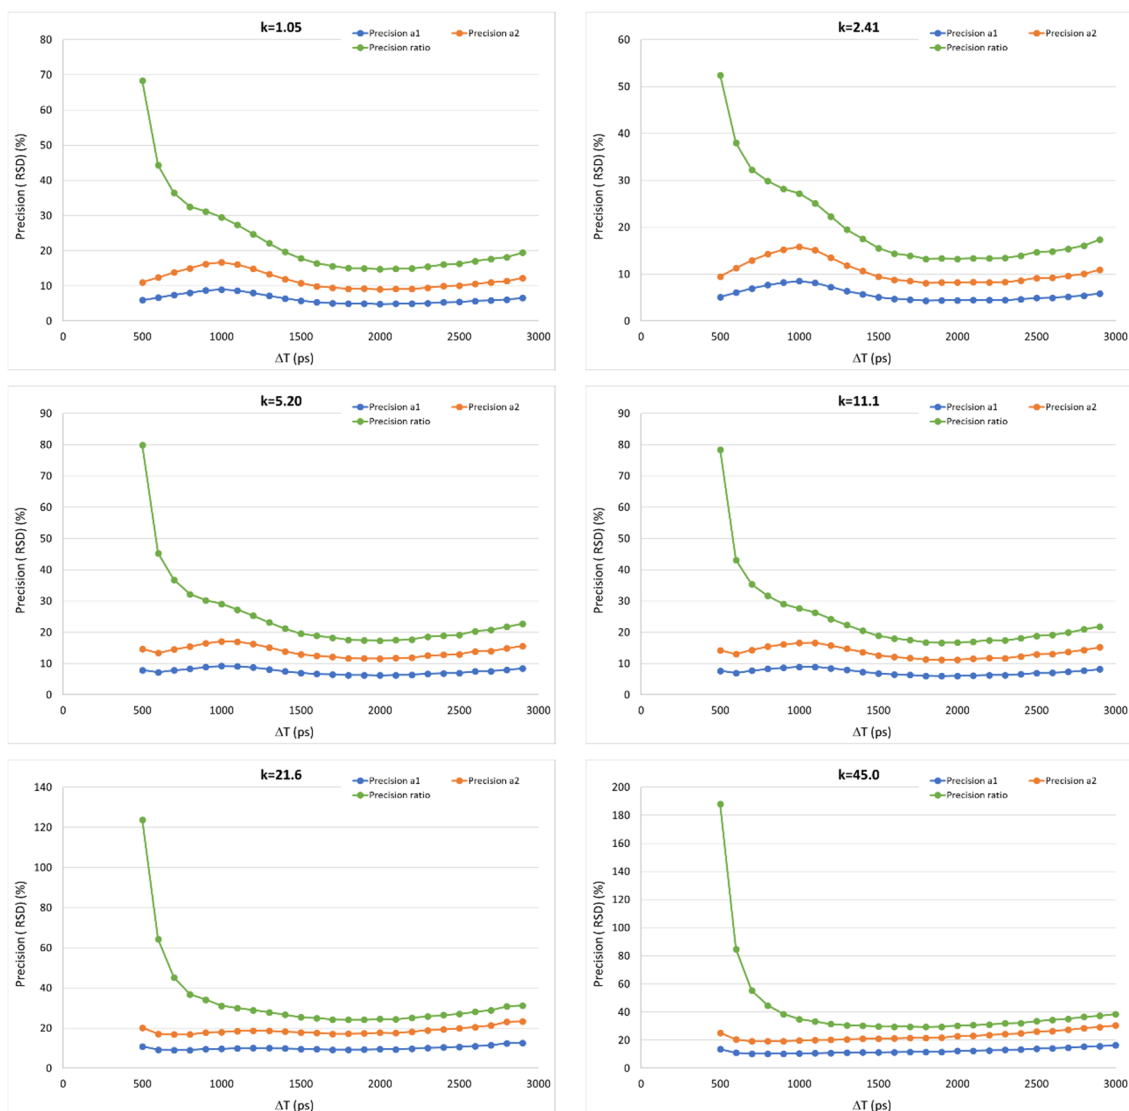 k=1.05
Precision a1 Precision a2
Precision ratio
Precision ( RSD) (%)
80
70
60
50
40
30
20
10
0
0 500 1000 1500 2000 2500 3000
ΔT (ps)
k=2.41
Precision a1 Precision a2
Precision ratio
Precision ( RSD) (%)
60
50
40
30
20
10
0
0 500 1000 1500 2000 2500 3000
ΔT (ps)
k=5.20
Precision a1 Precision a2
Precision ratio
Precision ( RSD) (%)
90
80
70
60
50
40
30
20
10
0
0 500 1000 1500 2000 2500 3000
ΔT (ps)
k=11.1
Precision a1 Precision a2
Precision ratio
Precision ( RSD) (%)
90
80
70
60
50
40
30
20
10
0
0 500 1000 1500 2000 2500 3000
ΔT (ps)
k=21.6
Precision a1 Precision a2
Precision ratio
Precision ( RSD) (%)
140
120
100
80
60
40
20
0
0 500 1000 1500 2000 2500 3000
ΔT (ps)
k=45.0
Precision a1 Precision a2
Precision ratio
Precision ( RSD) (%)
200
180
160
140
120
100
80
60
40
20
0
0 500 1000 1500 2000 2500 3000
ΔT (ps)